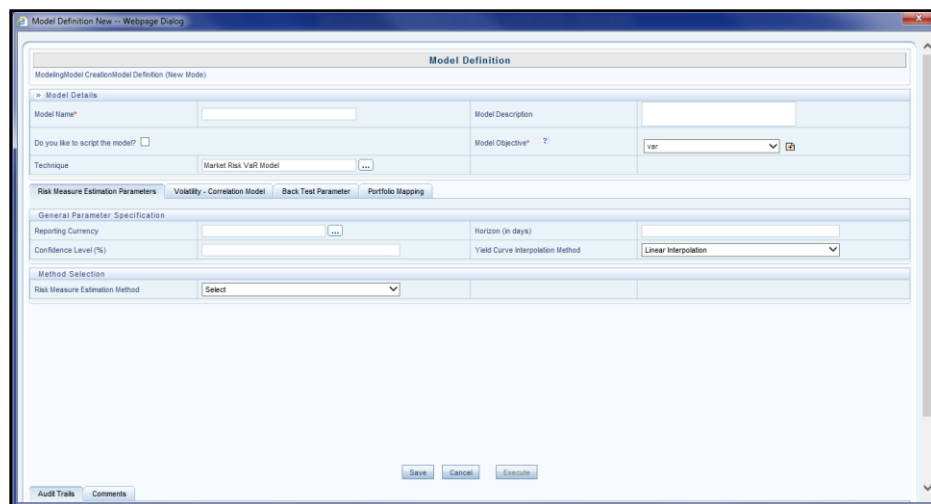 Model Definition New -- Webpage Dialog
Model Definition
ModelingModel CreationModel Definition (New Mode)
» Model Details
Model Name* Model Description
Do you like to script the model? Model Objective* ? var
Technique Market Risk VaR Model ...
Risk Measure Estimation Parameters Volatility - Correlation Model Back Test Parameter Portfolio Mapping
General Parameter Specification
Reporting Currency ... Horizon (in days)
Confidence Level (%) Yield Curve Interpolation Method Linear Interpolation
Method Selection
Risk Measure Estimation Method Select
Save Cancel Execute
Audit Trails Comments